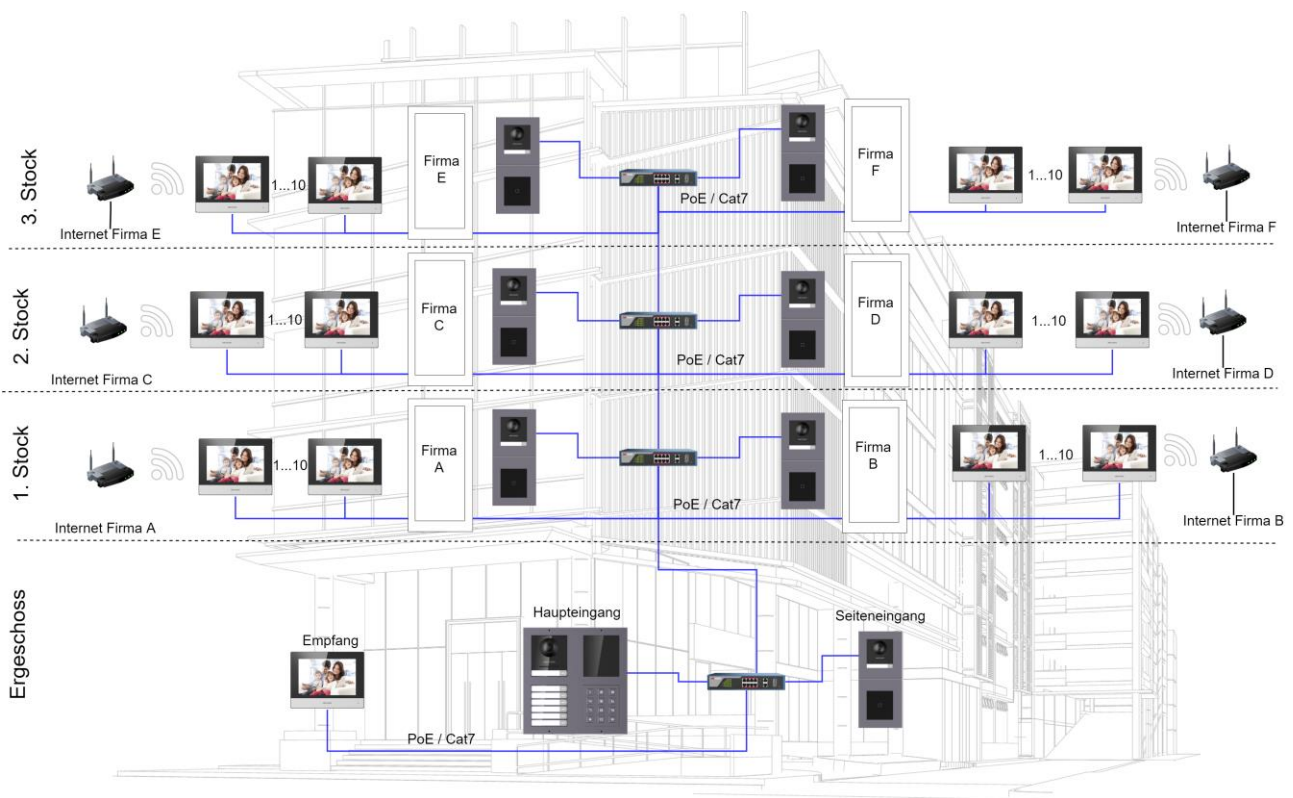 3. Stock
Firma
E
1...10
Internet Firma E
PoE / Cat7
Firma
F
1...10
Internet Firma F
2. Stock
Firma
C
1...10
Internet Firma C
PoE / Cat7
Firma
D
1...10
Internet Firma D
1. Stock
Firma
A
1...10
Internet Firma A
PoE / Cat7
Firma
B
1...10
Internet Firma B
Ergeschoss
Empfang
Haupteingang
Seiteneingang
PoE / Cat7